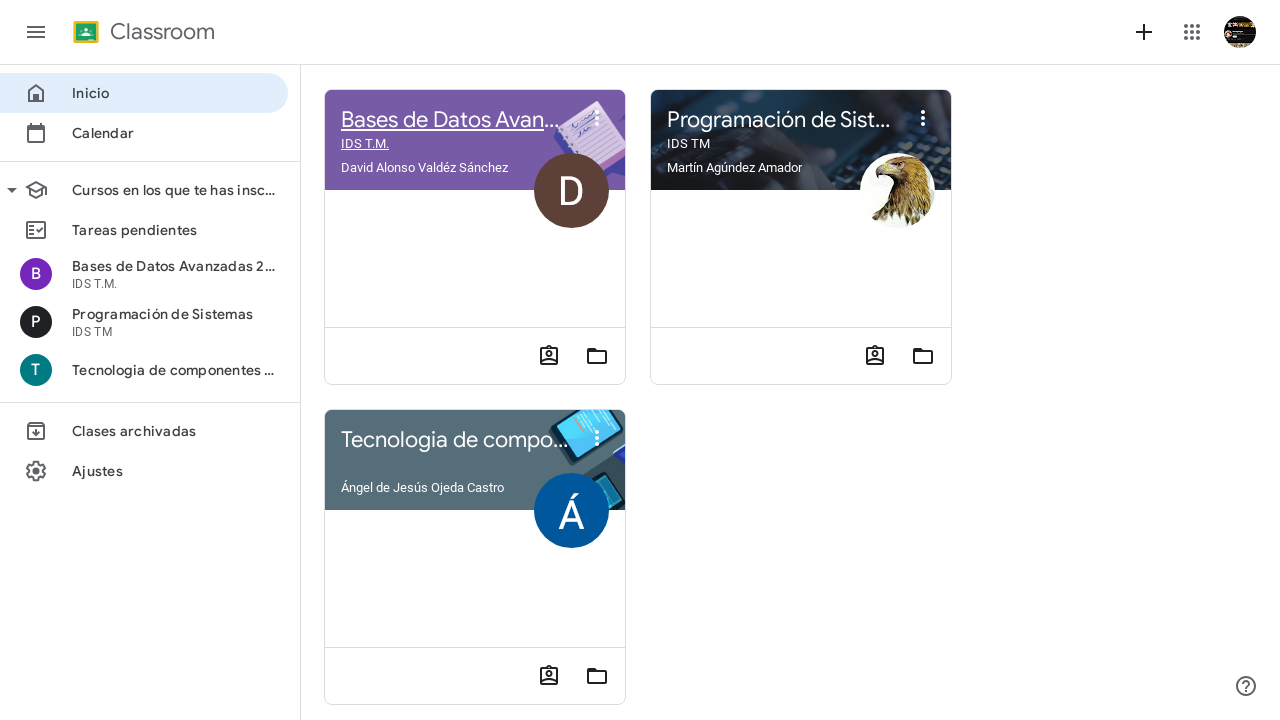 Classroom
Inicio
Calendar
Cursos en los que te has insc...
Tareas pendientes
B
Bases de Datos Avanzadas 2...
IDS T.M.
P
Programación de Sistemas
IDS TM
T
Tecnologia de componentes ...
Clases archivadas
Ajustes
Bases de Datos Avan...
IDS T.M.
David Alonso Valdéz Sánchez
D
Programación de Sist...
IDS TM
Martín Agúndez Amador
Tecnologia de compo...
Ángel de Jesús Ojeda Castro
Á